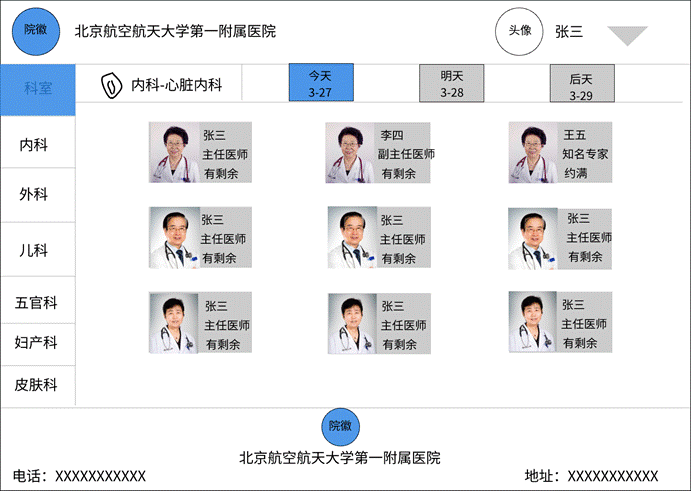 院徽
北京航空航天大学第一附属医院
头像
张三
科室
内科-心脏内科
今天
3-27
明天
3-28
后天
3-29
内科
外科
儿科
五官科
妇产科
皮肤科
张三
主任医师
有剩余
李四
副主任医师
有剩余
王五
知名专家
约满
张三
主任医师
有剩余
张三
主任医师
有剩余
张三
主任医师
有剩余
张三
主任医师
有剩余
张三
主任医师
有剩余
张三
主任医师
有剩余
院徽
北京航空航天大学第一附属医院
电话：XXXXXXXXXXX
地址：XXXXXXXXXXX